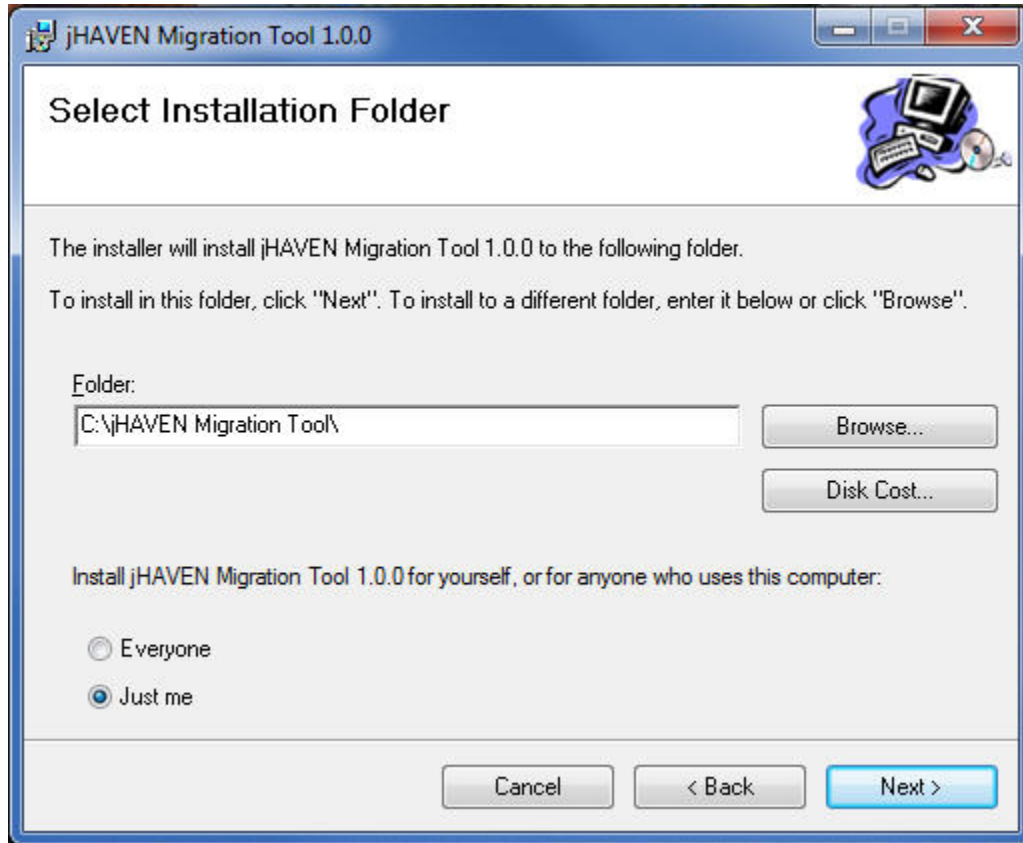 jHAVEN Migration Tool 1.0.0
Select Installation Folder
The installer will install jHAVEN Migration Tool 1.0.0 to the following folder.
To install in this folder, click "Next". To install to a different folder, enter it below or click "Browse".
Folder:
C:\jHAVEN Migration Tool\
Browse...
Disk Cost...
Install jHAVEN Migration Tool 1.0.0 for yourself, or for anyone who uses this computer:
Everyone
Just me
Cancel
< Back
Next >